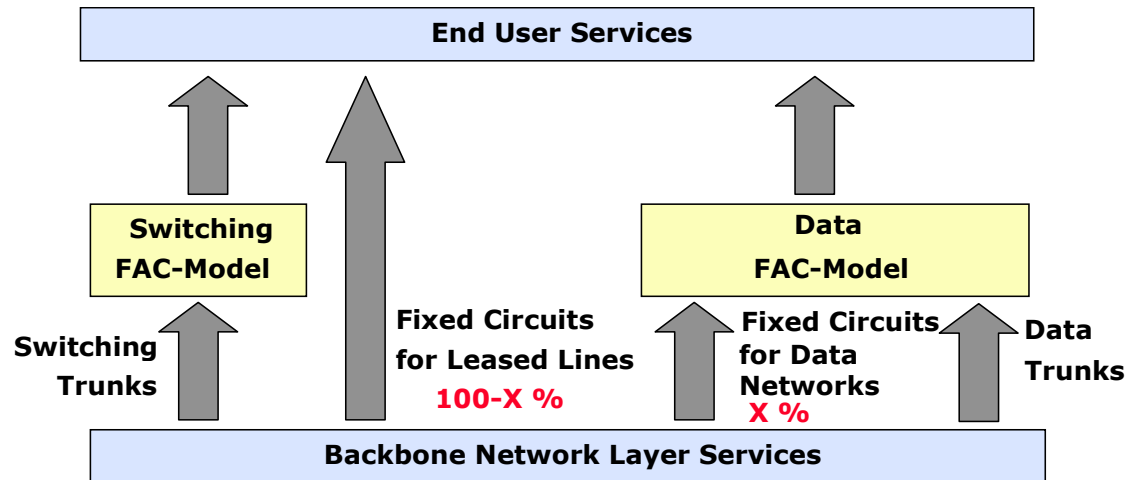 End User Services
Switching
FAC-Model
Data
FAC-Model
Switching
Trunks
Fixed Circuits
for Leased Lines
100-X %
Fixed Circuits
for Data
Networks
X %
Data
Trunks
Backbone Network Layer Services